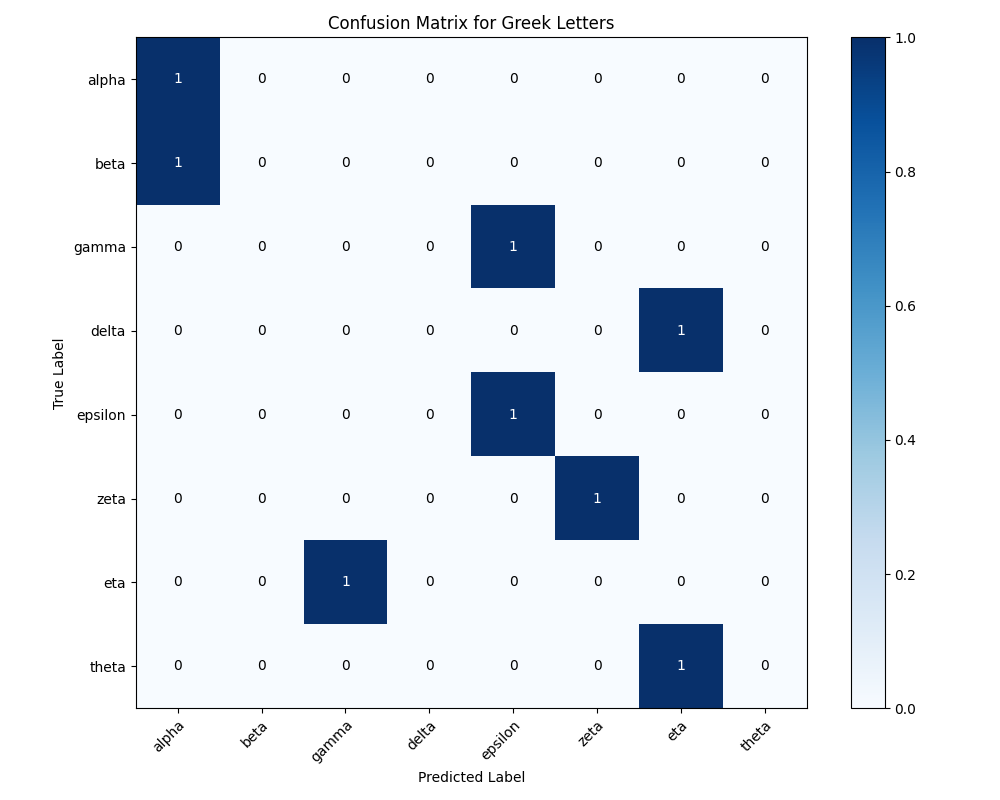 Confusion Matrix for Greek Letters
alpha 1 0 0 0 0 0 0 0
beta 1 0 0 0 0 0 0 0
gamma 0 0 0 0 1 0 0 0
delta 0 0 0 0 0 0 1 0
epsilon 0 0 0 0 1 0 0 0
zeta 0 0 0 0 0 1 0 0
eta 0 0 1 0 0 0 0 0
theta 0 0 0 0 0 0 1 0
True Label
alpha beta gamma delta epsilon zeta eta theta
Predicted Label
1.0
0.8
0.6
0.4
0.2
0.0